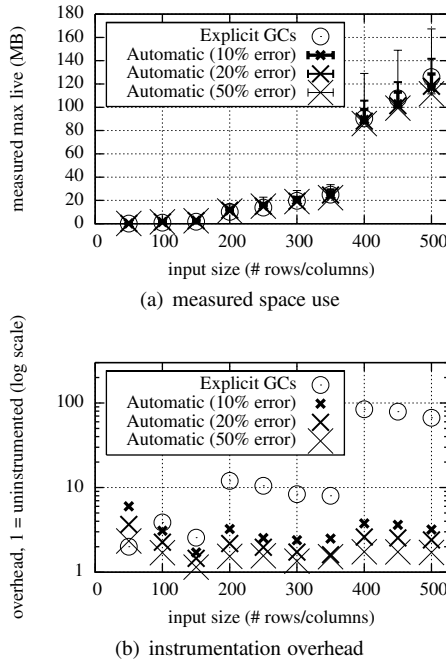 measured max live (MB)
180
160
140
120
100
80
60
40
20
0
Explicit GCs
Automatic (10% error)
Automatic (20% error)
Automatic (50% error)
0 100 200 300 400 500
input size (# rows/columns)
(a) measured space use
overhead, 1 = uninstrumented (log scale)
100
10
1
Explicit GCs
Automatic (10% error)
Automatic (20% error)
Automatic (50% error)
0 100 200 300 400 500
input size (# rows/columns)
(b) instrumentation overhead